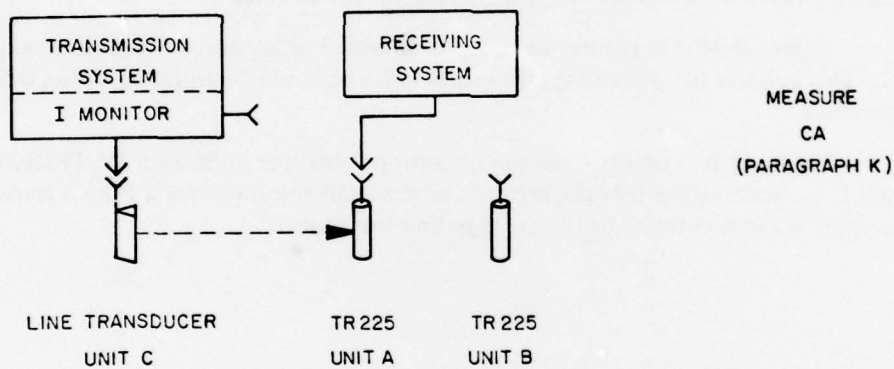 TRANSMISSION
SYSTEM
I MONITOR
RECEIVING
SYSTEM
MEASURE
CA
(PARAGRAPH K)
LINE TRANSDUCER
UNIT C
TR 225
UNIT A
TR 225
UNIT B